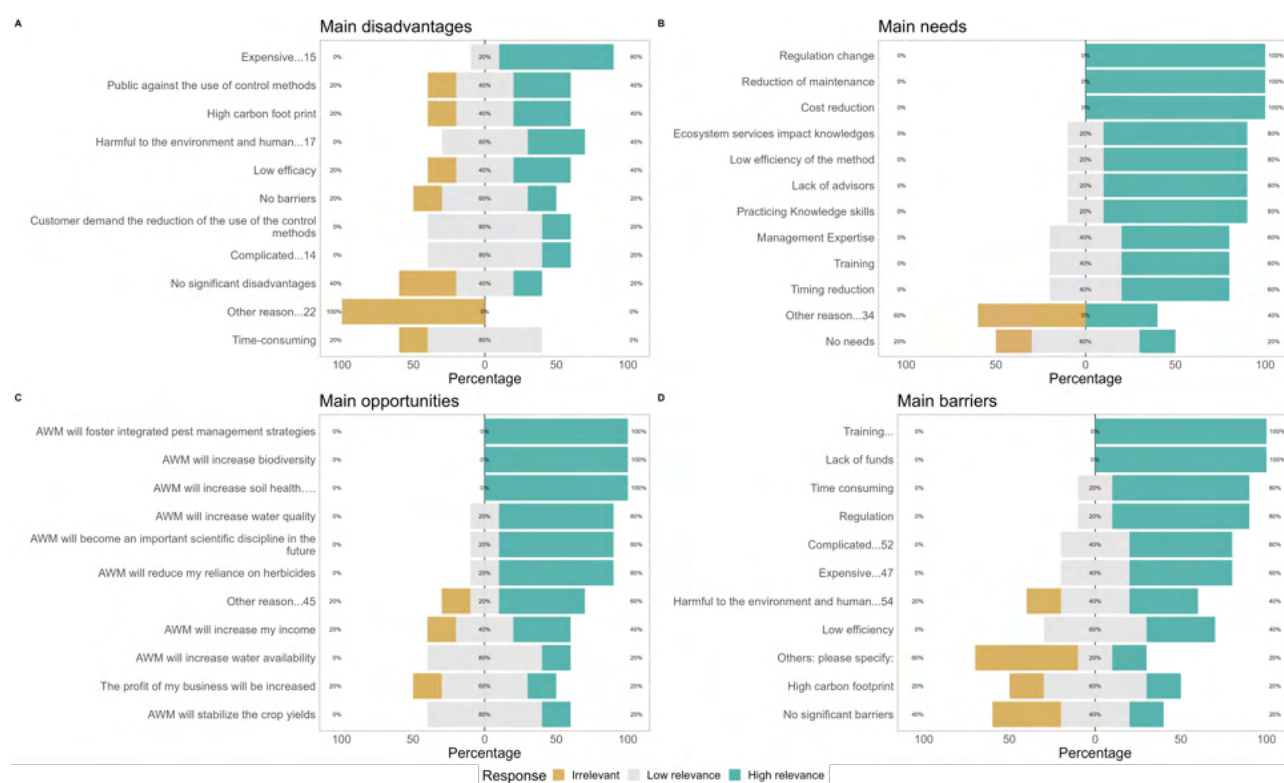 A
Main disadvantages
Expensive...15
0%
20%
80%
Public against the use of control methods
20%
40%
40%
High carbon foot print
20%
40%
40%
Harmful to the environment and human...17
0%
60%
40%
Low efficacy
20%
40%
40%
No barriers
20%
60%
20%
Customer demand the reduction of the use of the control
methods
0%
80%
20%
Complicated...14
0%
80%
20%
No significant disadvantages
40%
40%
20%
Other reason...22
100%
0%
0%
Time-consuming
20%
80%
0%
100
50
0
50
100
Percentage
B
Main needs
Regulation change
0%
0%
100%
Reduction of maintenance
0%
0%
100%
Cost reduction
0%
0%
100%
Ecosystem services impact knowledges
0%
20%
80%
Low efficiency of the method
0%
20%
80%
Lack of advisors
0%
20%
80%
Practicing Knowledge skills
0%
20%
80%
Management Expertise
0%
40%
60%
Training
0%
40%
60%
Timing reduction
0%
40%
60%
Other reason...34
60%
0%
40%
No needs
20%
60%
20%
100
50
0
50
100
Percentage
C
Main opportunities
AWM will foster integrated pest management strategies
0%
0%
100%
AWM will increase biodiversity
0%
0%
100%
AWM will increase soil health….
0%
0%
100%
AWM will increase water quality
0%
20%
80%
AWM will become an important scientific discipline in the
future
0%
20%
80%
AWM will reduce my reliance on herbicides
0%
20%
80%
Other reason...45
20%
20%
60%
AWM will increase my income
20%
40%
40%
AWM will increase water availability
0%
80%
20%
The profit of my business will be increased
20%
60%
20%
AWM will stabilize the crop yields
0%
80%
20%
100
50
0
50
100
Percentage
D
Main barriers
Training...
0%
0%
100%
Lack of funds
0%
0%
100%
Time consuming
0%
20%
80%
Regulation
0%
20%
80%
Complicated...52
0%
40%
60%
Expensive...47
0%
40%
60%
Harmful to the environment and human...54
20%
40%
40%
Low efficiency
0%
60%
40%
Others: please specify:
60%
20%
20%
High carbon footprint
20%
60%
20%
No significant barriers
40%
40%
20%
100
50
0
50
100
Percentage
Response Irrelevant Low relevance High relevance